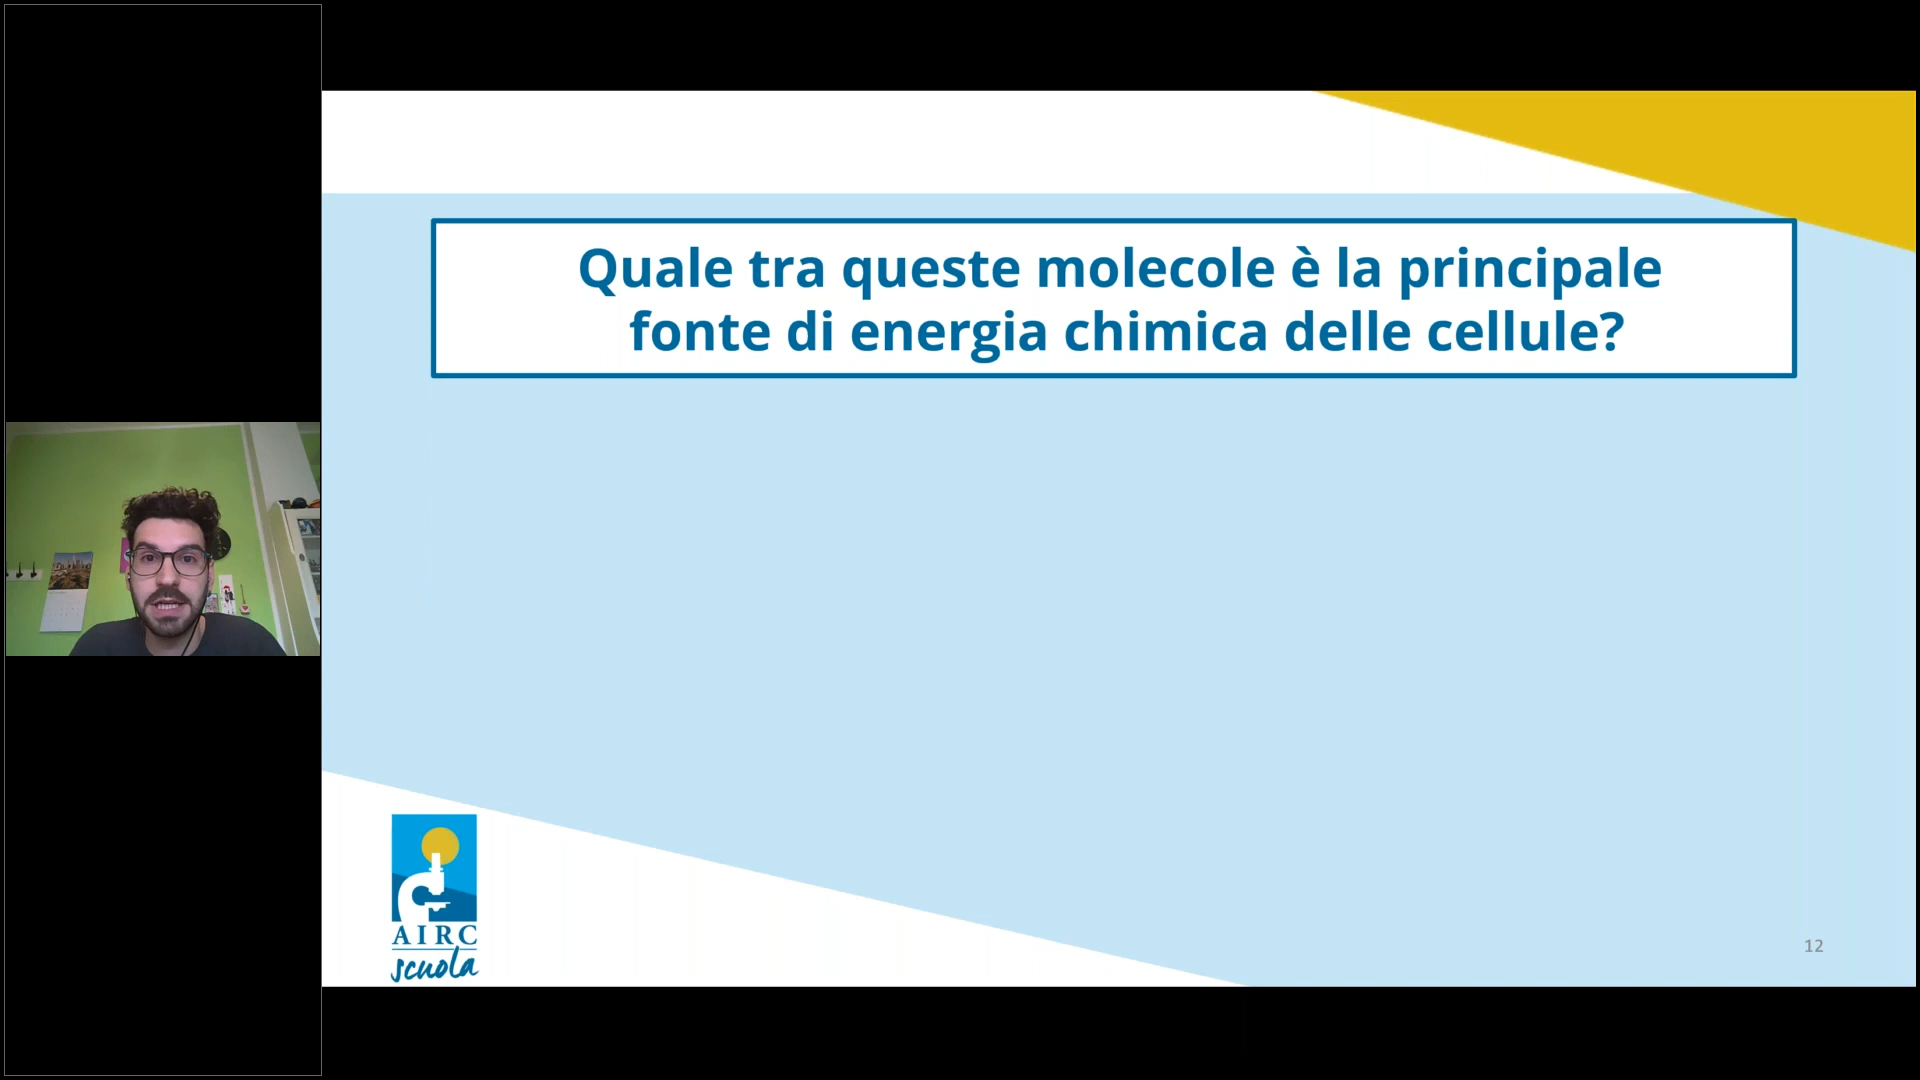 Quale tra queste molecole è la principale
fonte di energia chimica delle cellule?
AIRC
scuola
12